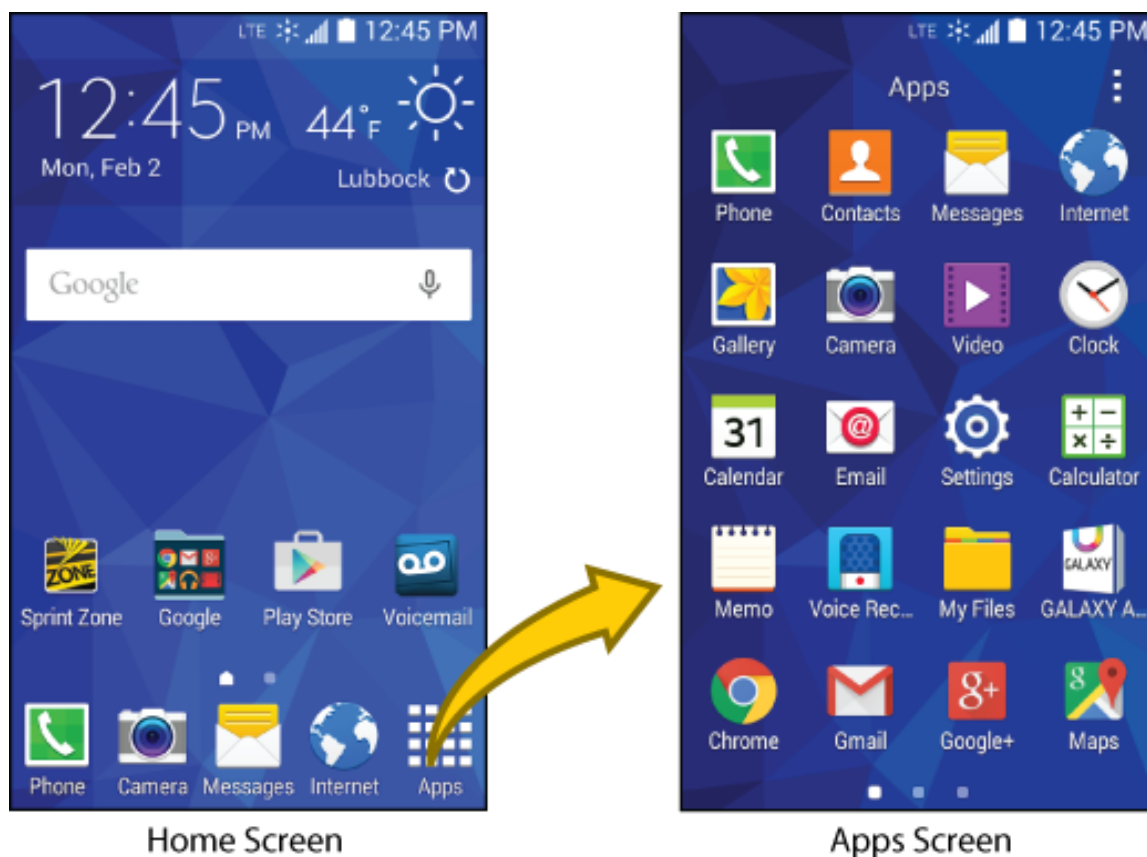 LTE 12:45 PM
12:45 PM 44°F
Mon, Feb 2
Lubbock
Google
ZONE
Sprint Zone Google Play Store Voicemail
Phone Camera Messages Internet Apps
Home Screen
LTE 12:45 PM
Apps
Phone Contacts Messages Internet
Gallery Camera Video Clock
31
Calendar Email Settings Calculator
GALAXY
Memo Voice Rec... My Files GALAXY A...
8+ 8
Chrome Gmail Google+ Maps
Apps Screen